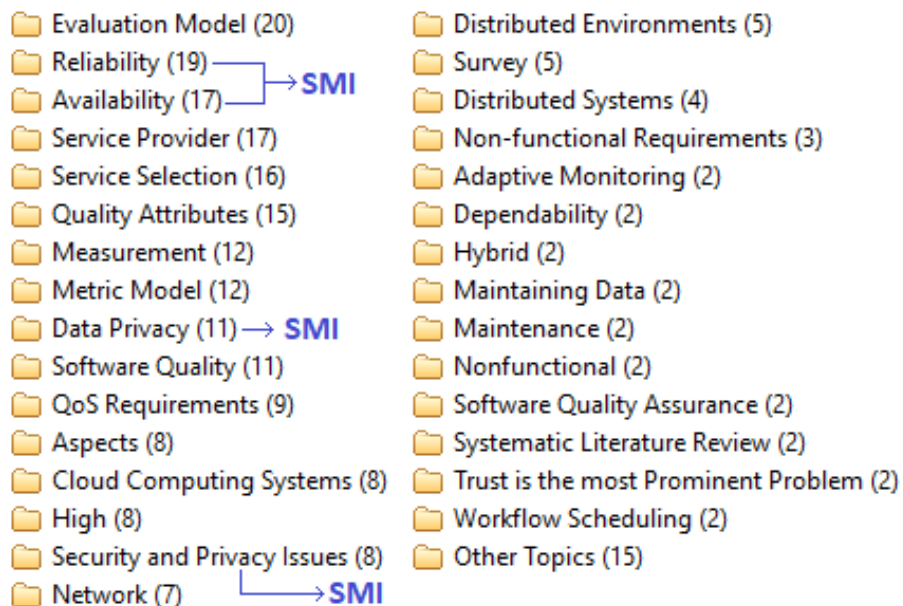 Evaluation Model (20)
Reliability (19)
SMI
Availability (17)
Service Provider (17)
Service Selection (16)
Quality Attributes (15)
Measurement (12)
Metric Model (12)
Data Privacy (11) → SMI
Software Quality (11)
QoS Requirements (9)
Aspects (8)
Cloud Computing Systems (8)
High (8)
Security and Privacy Issues (8)
Network (7)
SMI
Distributed Environments (5)
Survey (5)
Distributed Systems (4)
Non-functional Requirements (3)
Adaptive Monitoring (2)
Dependability (2)
Hybrid (2)
Maintaining Data (2)
Maintenance (2)
Nonfunctional (2)
Software Quality Assurance (2)
Systematic Literature Review (2)
Trust is the most Prominent Problem (2)
Workflow Scheduling (2)
Other Topics (15)